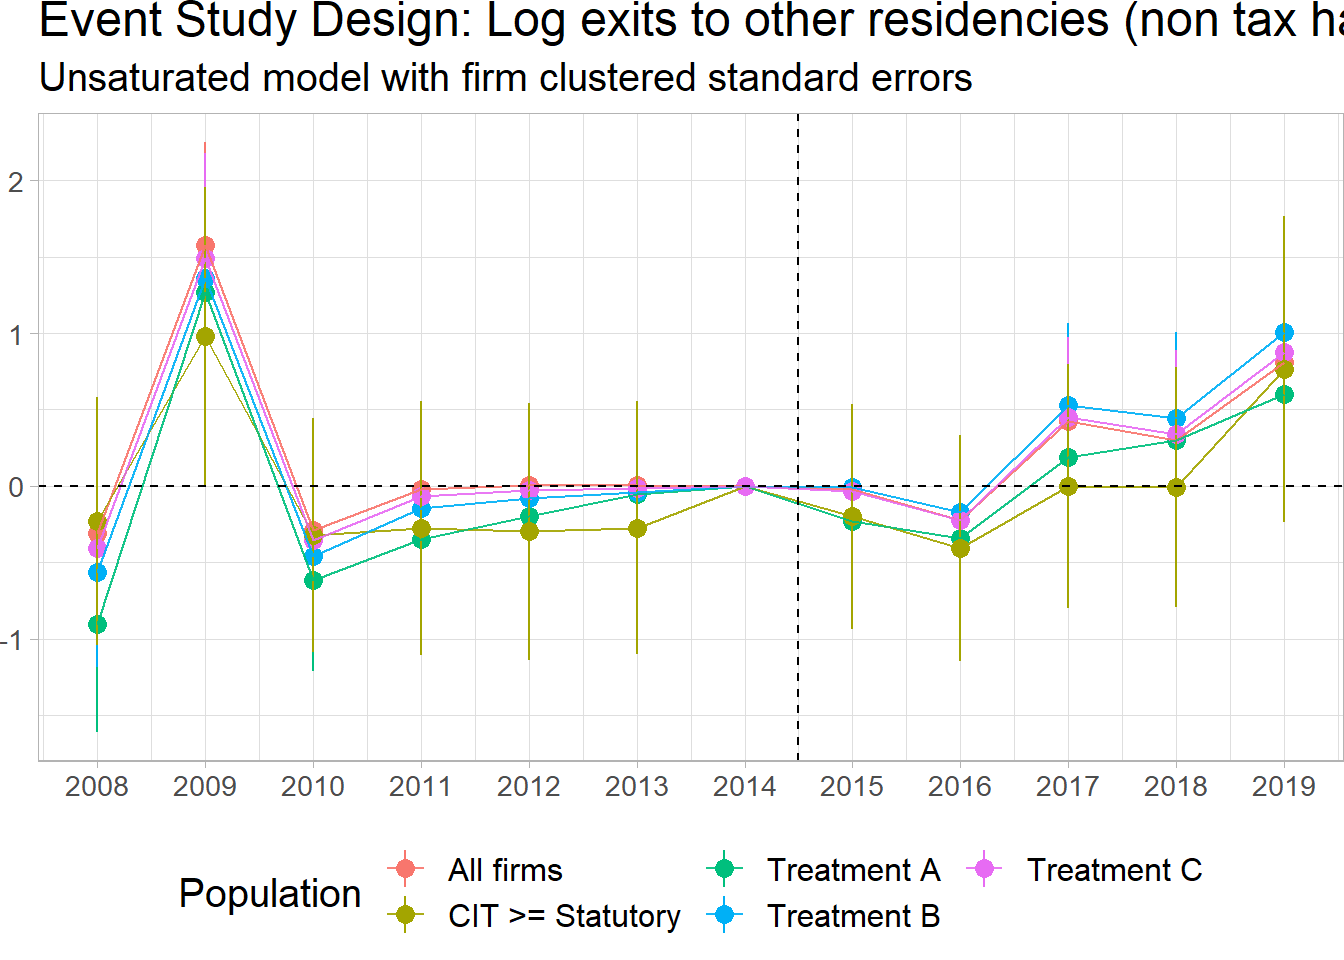 Event Study Design: Log exits to other residencies (non tax ha
Unsaturated model with firm clustered standard errors
2
1
0
-1
2008 2009 2010 2011 2012 2013 2014 2015 2016 2017 2018 2019
Population
All firms Treatment A Treatment C
CIT >= Statutory Treatment B